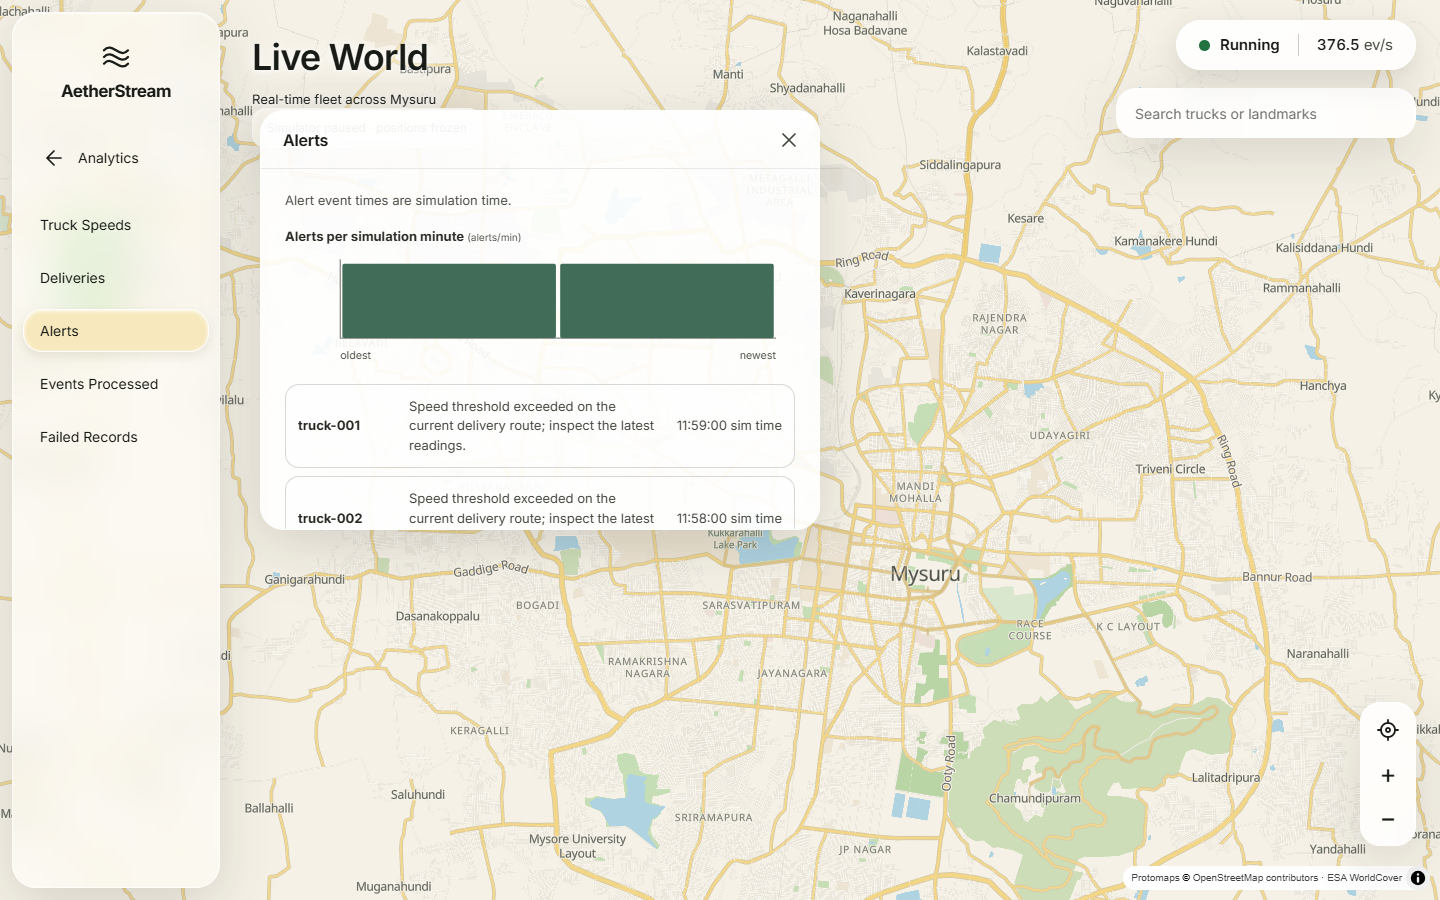 AetherStream
Analytics
Truck Speeds
Deliveries
Alerts
Events Processed
Failed Records
Live World
Real-time fleet across Mysuru
Simulator paused positions frozen
Running
376.5 ev/s
Search trucks or landmarks
Alerts
Alert event times are simulation time.
Alerts per simulation minute (alerts/min)
oldest
newest
truck-001
Speed threshold exceeded on the
current delivery route; inspect the latest
readings.
11:59:00 sim time
truck-002
Speed threshold exceeded on the
current delivery route; inspect the latest
11:58:00 sim time
Naganahalli
Hosa Badavane
Kalastavadi
Manti
Shyadanahalli
Siddalingapura
METAGALLI
INDUSTRIAL
AREA
Kesare
Kamanakere Hundi
Kalisiddana Hundi
Ring Road
Kaverinagara
Rammanahalli
RAJENDRA
NAGAR
Hanchya
UDAYAGIRI
Ring Road
Triveni Circle
MANDI
MOHALLA
Kukkarahalli
Lake Park
Mysuru
Ganigarahundi
Gaddige Road
Bannur Road
BOGADI
SARASVATIPURAM
Dasanakoppalu
RACE
COURSE
K C LAYOUT
Naranahalli
RAMAKRISHNA
NAGARA
JAYANAGARA
KERAGALLI
Ooty Road
Lalitadripura
Saluhundi
Ballahalli
Chamundipuram
SRIRAMAPURA
Mysore University
Layout
JP NAGAR
Yandahalli
Muganahundi
Protomaps © OpenStreetMap contributors · ESA WorldCover